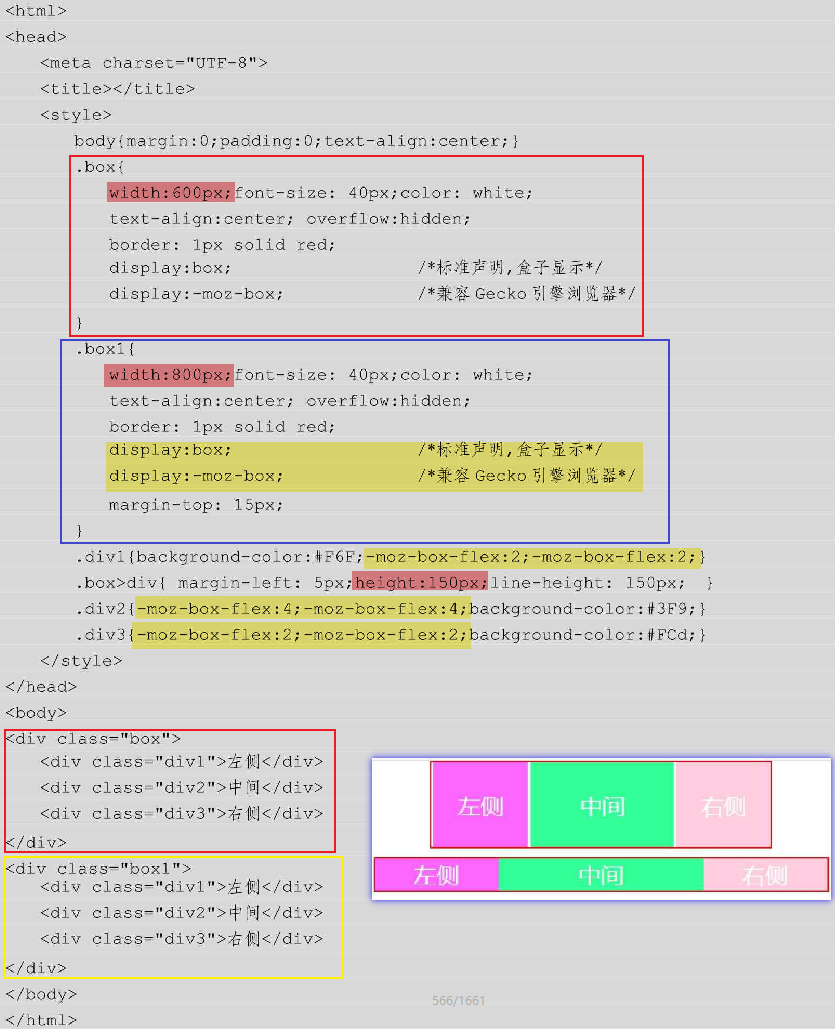 <html>
<head>
<meta charset="UTF-8">
<title></title>
<style>
body{margin:0;padding:0;text-align:center;}
.box{
width:600px;font-size: 40px;color: white;
text-align:center; overflow:hidden;
border: 1px solid red;
display:box; /*标准声明,盒子显示*/
display:-moz-box; /*兼容 Gecko 引擎浏览器*/
}
.box1{
width:800px;font-size: 40px;color: white;
text-align:center; overflow:hidden;
border: 1px solid red;
display:box; /*标准声明,盒子显示*/
display:-moz-box; /*兼容 Gecko 引擎浏览器*/
margin-top: 15px;
}
.div1{background-color:#F6F;-moz-box-flex:2;-moz-box-flex:2;}
.box>div{ margin-left: 5px;height:150px;line-height: 150px; }
.div2{-moz-box-flex:4;-moz-box-flex:4;background-color:#3F9;}
.div3{-moz-box-flex:2;-moz-box-flex:2;background-color:#FCd;}
</style>
</head>
<body>
<div class="box">
<div class="div1">左侧</div>
<div class="div2">中间</div>
<div class="div3">右侧</div>
</div>
<div class="box1">
<div class="div1">左侧</div>
<div class="div2">中间</div>
<div class="div3">右侧</div>
</div>
</body>
</html>
左侧 中间 右侧
左侧 中间 右侧
566/1661